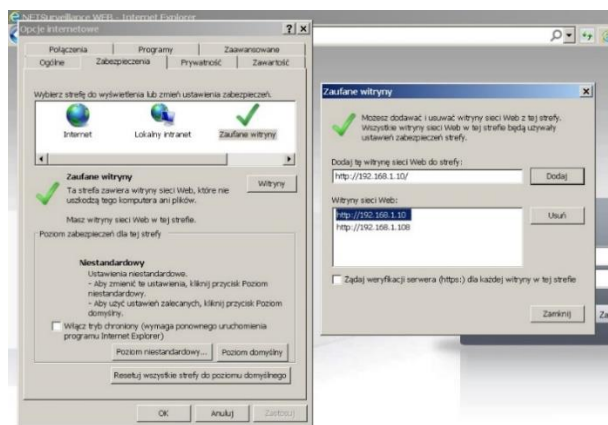 NETSurveillance WEB - Internet Explorer
Opcje internetowe
Połączenia
Programy
Zaawansowane
Ogólne
Zabezpieczenia
Prywatność
Zawartość
Wybierz strefę do wyświetlenia lub zmień ustawienia zabezpieczeń.
Internet
Lokalny intranet
Zaufane witryny
Zaufane witryny
Ta strefa zawiera witryny sieci Web, które nie
uszkodzą tego komputera ani plików.
Witryny
Masz witryny sieci Web w tej strefie.
Poziom zabezpieczeń dla tej strefy
Niestandardowy
Ustawienia niestandardowe.
- Aby zmienić te ustawienia, kliknij przycisk Poziom
niestandardowy.
- Aby użyć ustawień zalecanych, kliknij przycisk Poziom
domyślny.
Włącz tryb chroniony (wymaga ponownego uruchomienia
programu Internet Explorer)
Poziom niestandardowy...
Poziom domyślny
Resetuj wszystkie strefy do poziomu domyślnego
OK
Anuluj
Zastosuj
Zaufane witryny
Możesz dodawać i usuwać witryny sieci Web z tej strefy.
Wszystkie witryny sieci Web w tej strefie będą używały
ustawień zabezpieczeń strefy.
Dodaj tę witrynę sieci Web do strefy:
http://192.168.1.10/
Dodaj
Witryny sieci Web:
http://192.168.1.10
http://192.168.1.108
Usuń
Żądaj weryfikacji serwera (https:) dla każdej witryny w tej strefie
Zamknij
Za